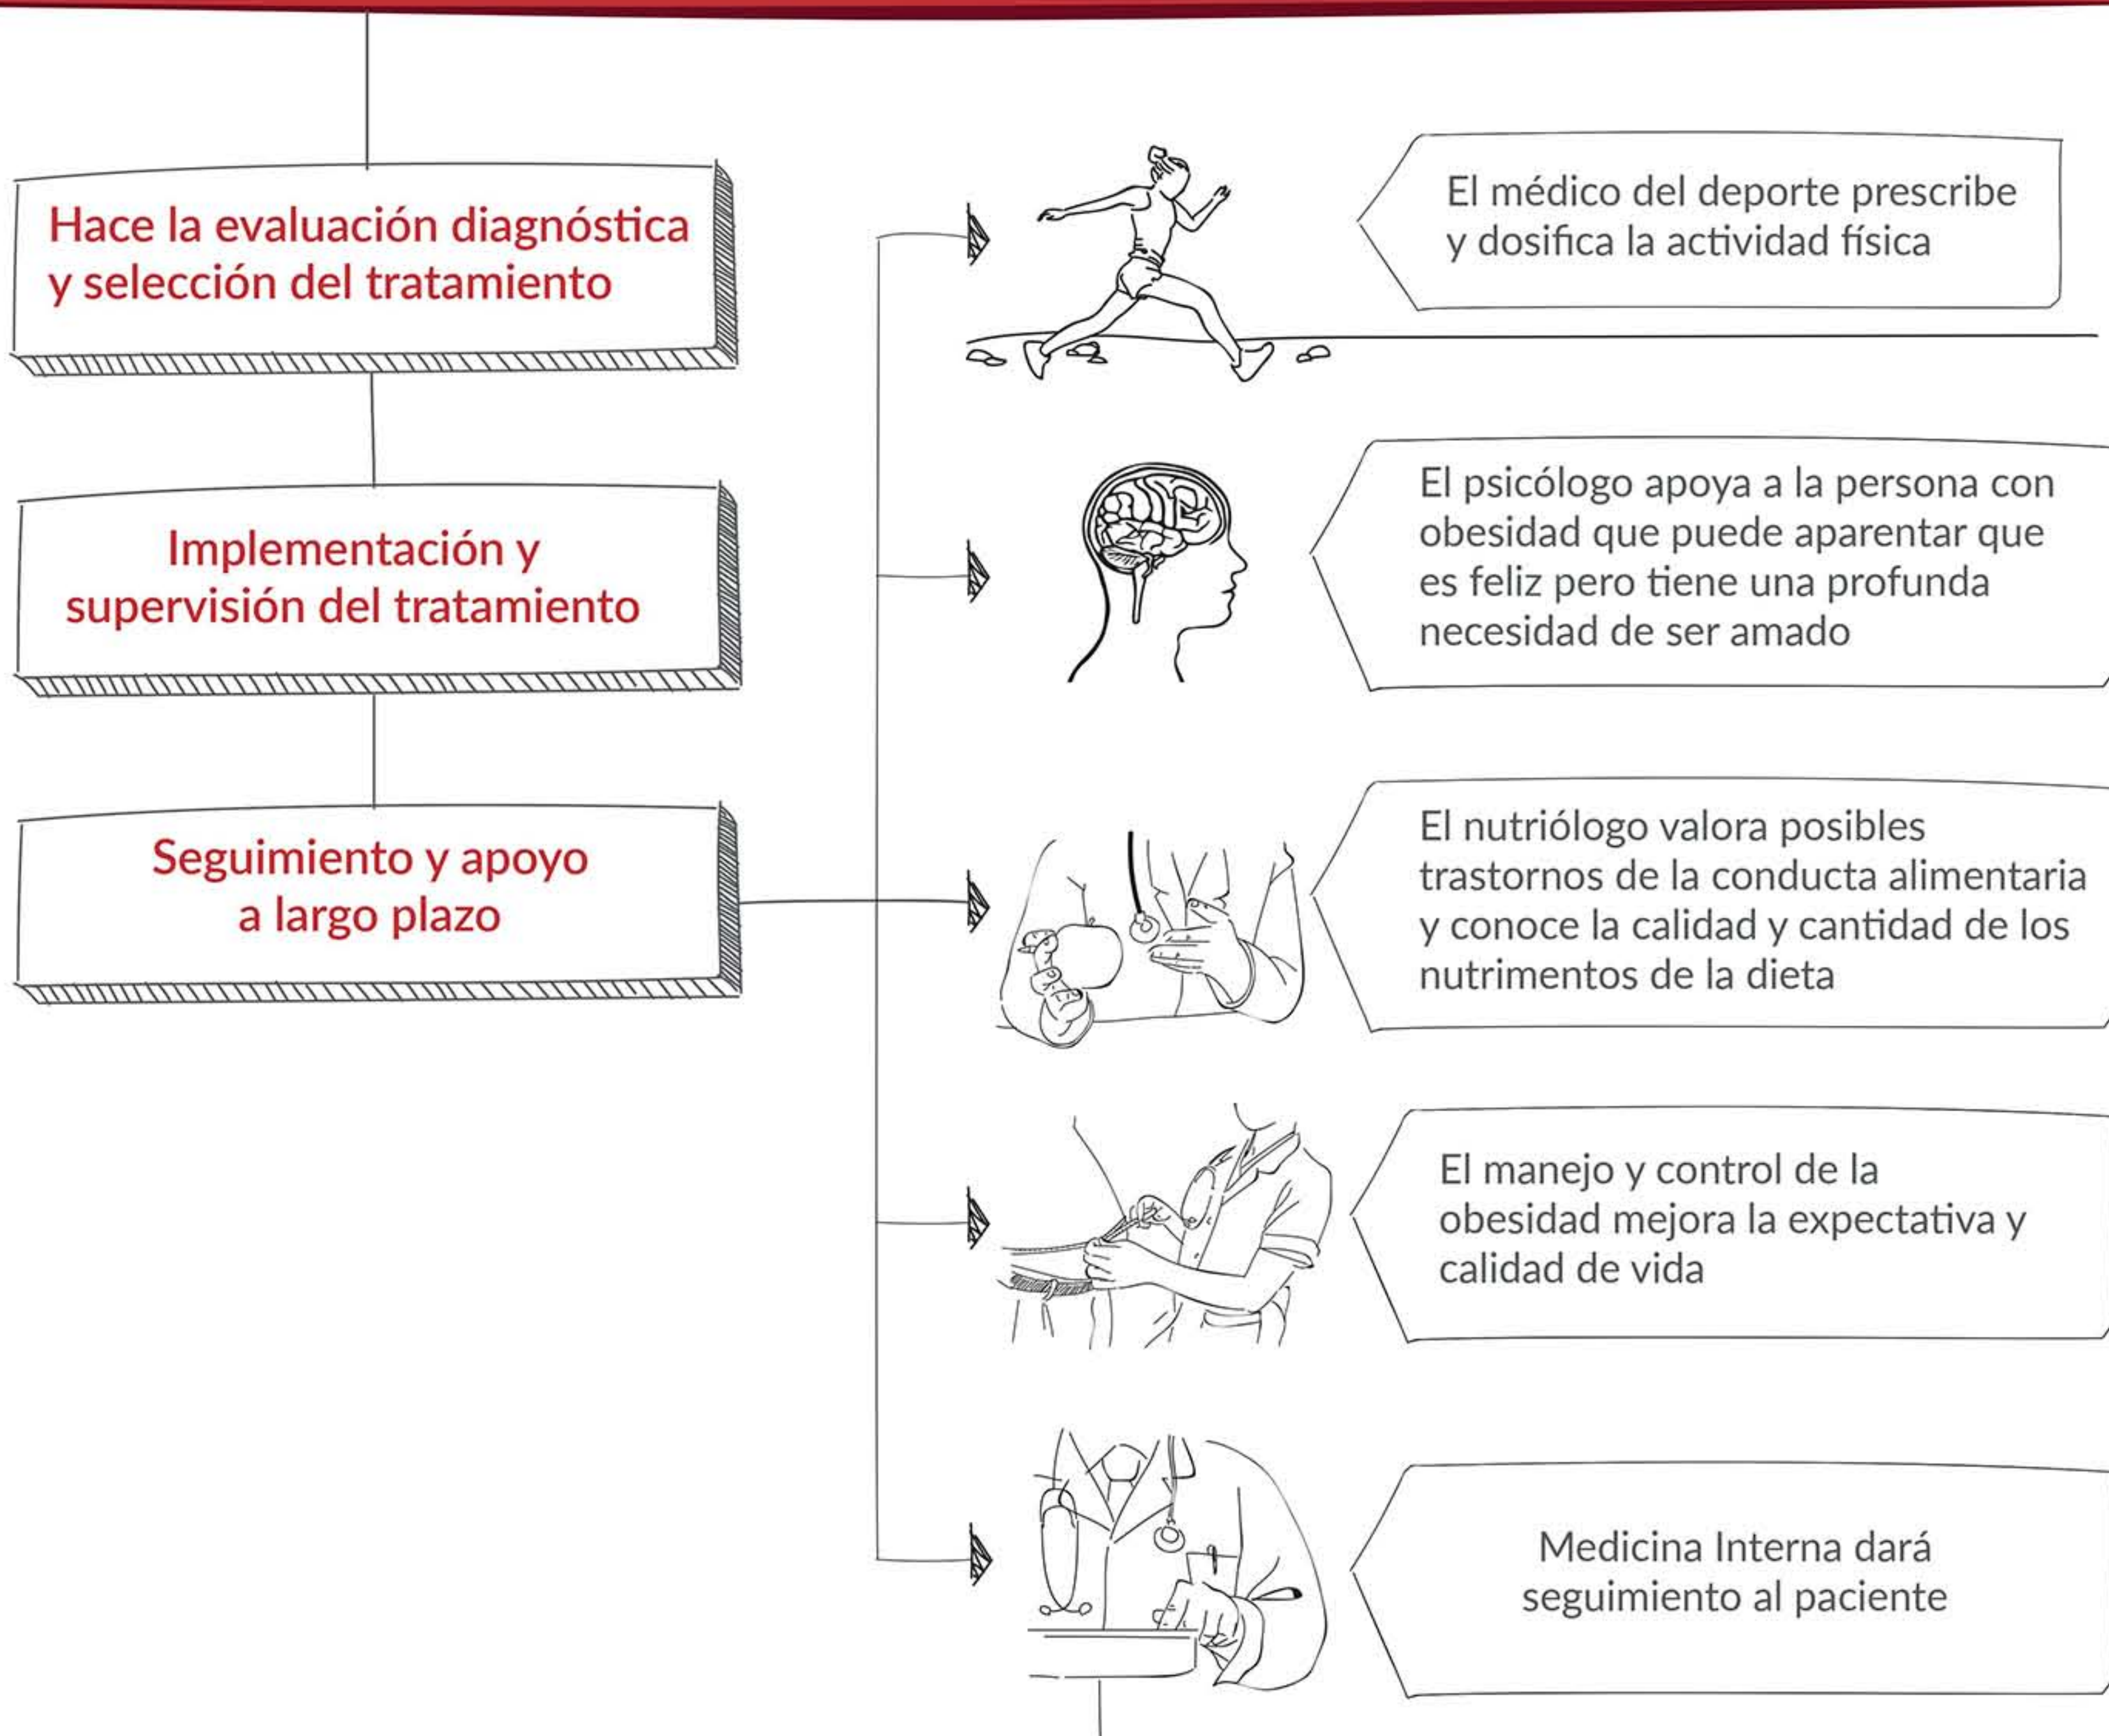 Hace la evaluación diagnóstica
y selección del tratamiento
Implementación y
supervisión del tratamiento
Seguimiento y apoyo
a largo plazo
El médico del deporte prescribe
y dosifica la actividad física
El psicólogo apoya a la persona con
obesidad que puede aparentar que
es feliz pero tiene una profunda
necesidad de ser amado
El nutriólogo valora posibles
trastornos de la conducta alimentaria
y conoce la calidad y cantidad de los
nutrimentos de la dieta
El manejo y control de la
obesidad mejora la expectativa y
calidad de vida
Medicina Interna dará
seguimiento al paciente